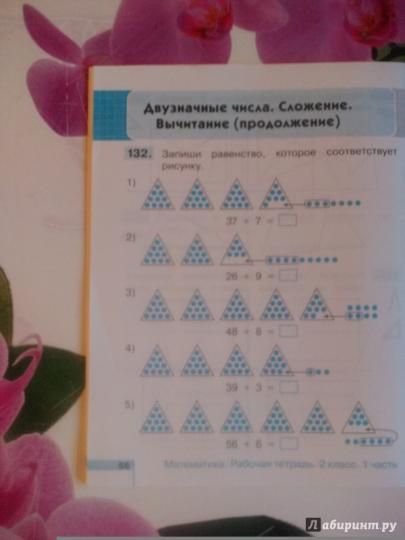 Двузначные числа. Сложение.
Вычитание (продолжение)
132. Запиши равенство, которое соответствует
рисунку.
1)
37 + 7 =
2)
26 + 9 =
3)
48 + 8 =
4)
39 + 3 =
5)
56 + 6 =
56 Математика. Рабочая тетрадь. 2 класс. 1 часть
Лабиринт.ру